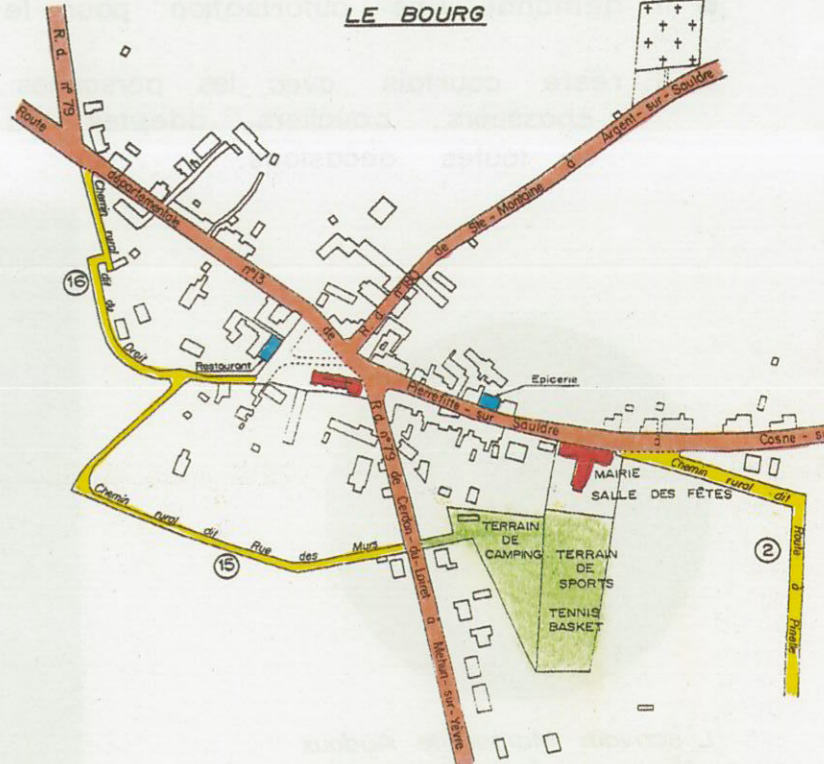 LE BOURG
R. d. n° 79
Route départementale n°13 de Pierrefitte - sur Sauldre
Cosne - s
R. d. n° 180 de Ste - Montaine d' Argent - sur - Sauldre
Chemin rural dit du Droit
16
Restaurant
Epicerie
R. d. n° 79 de Cerdon - du - Loiret à Mehun - sur - Yèvre
MAIRIE
SALLE DES FÊTES
Chemin rural dit Route à Pinelle
2
TERRAIN
DE
CAMPING
TERRAIN
DE
SPORTS
TENNIS
BASKET
Chemin rural dit Rue des Murs
15